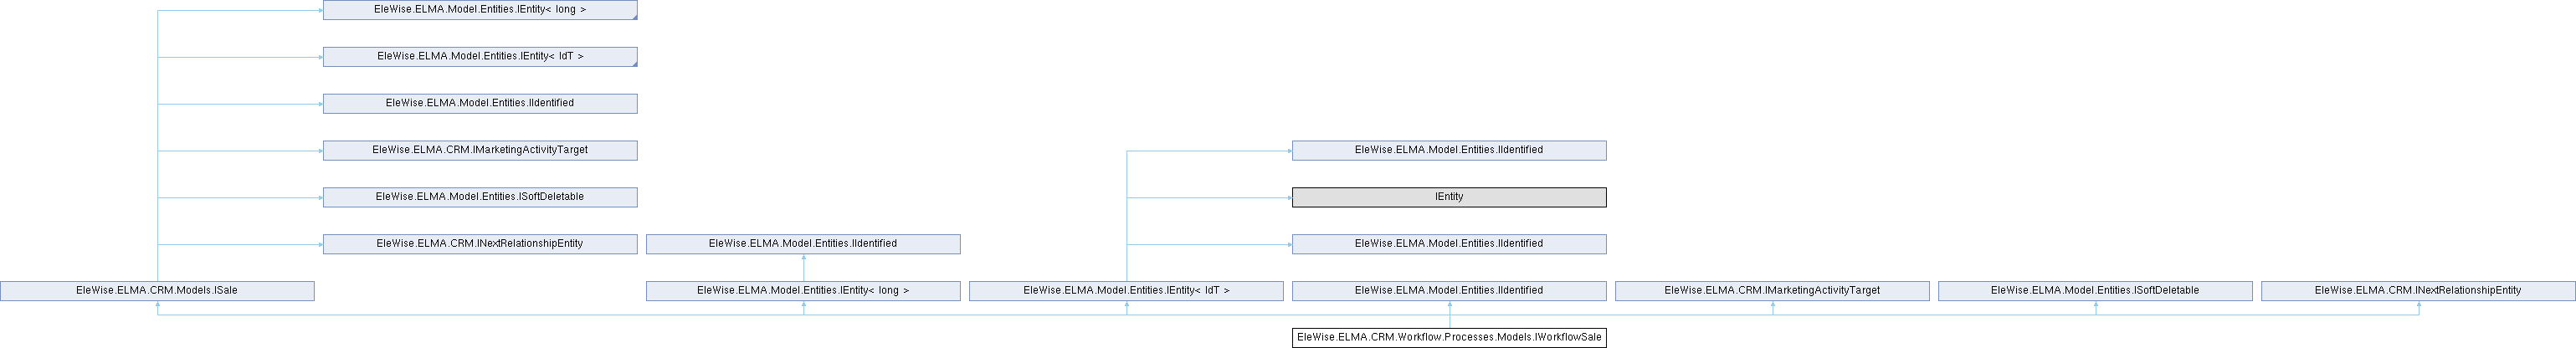 EleWise.ELMA.Model.Entities.IEntity< long >
EleWise.ELMA.Model.Entities.IEntity< IdT >
EleWise.ELMA.Model.Entities.IIdentified
EleWise.ELMA.CRM.IMarketingActivityTarget
EleWise.ELMA.Model.Entities.IIdentified
EleWise.ELMA.Model.Entities.ISoftDeletable
IEntity
EleWise.ELMA.CRM.INextRelationshipEntity
EleWise.ELMA.Model.Entities.IIdentified
EleWise.ELMA.Model.Entities.IIdentified
EleWise.ELMA.CRM.Models.ISale
EleWise.ELMA.Model.Entities.IEntity< long >
EleWise.ELMA.Model.Entities.IEntity< IdT >
EleWise.ELMA.Model.Entities.IIdentified
EleWise.ELMA.CRM.IMarketingActivityTarget
EleWise.ELMA.Model.Entities.ISoftDeletable
EleWise.ELMA.CRM.INextRelationshipEntity
EleWise.ELMA.CRM.Workflow.Processes.Models.IWorkflowSale